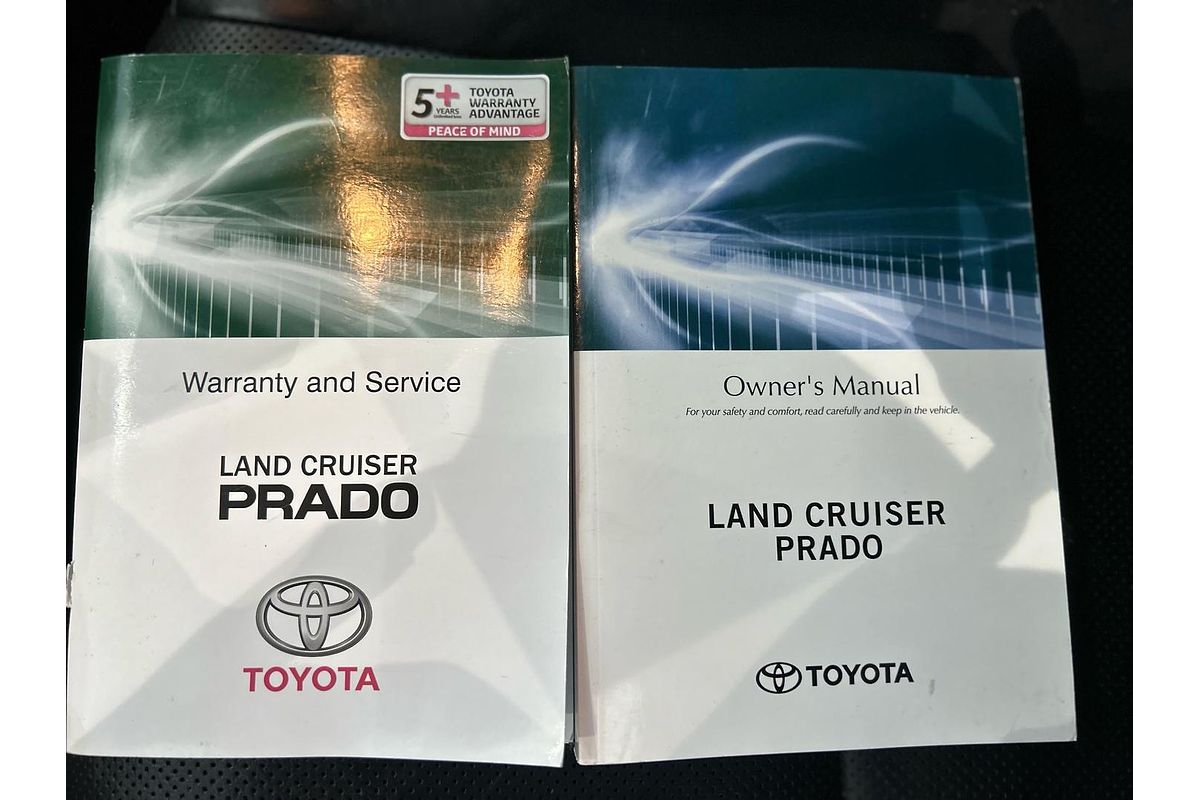 5+ YEARS
TOYOTA
WARRANTY
ADVANTAGE
PEACE OF MIND
Warranty and Service
LAND CRUISER
PRADO
TOYOTA
Owner's Manual
For your safety and comfort, read carefully and keep in the vehicle.
LAND CRUISER
PRADO
TOYOTA